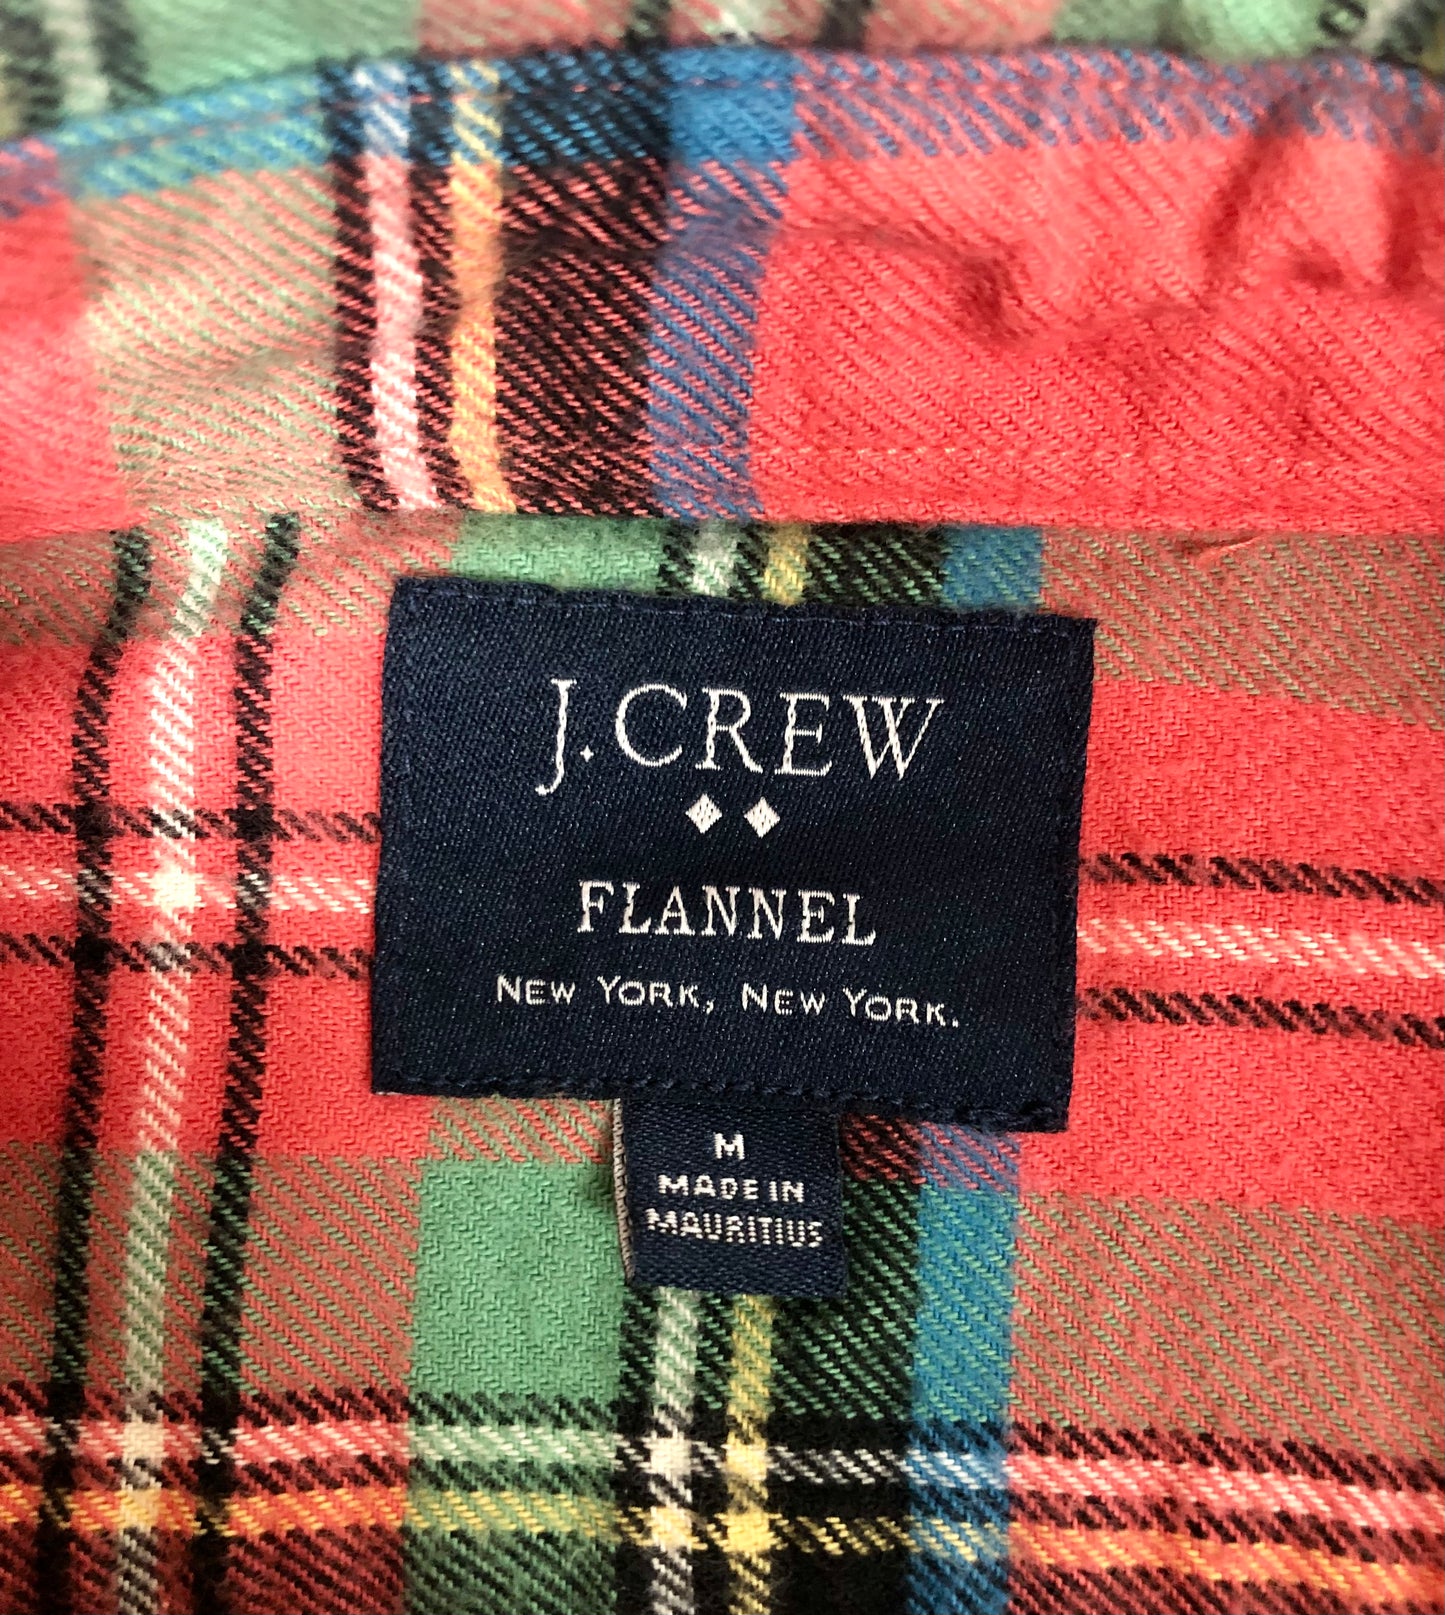 J.CREW
FLANNEL
NEW YORK, NEW YORK.
M
MADE IN
MAURITIUS